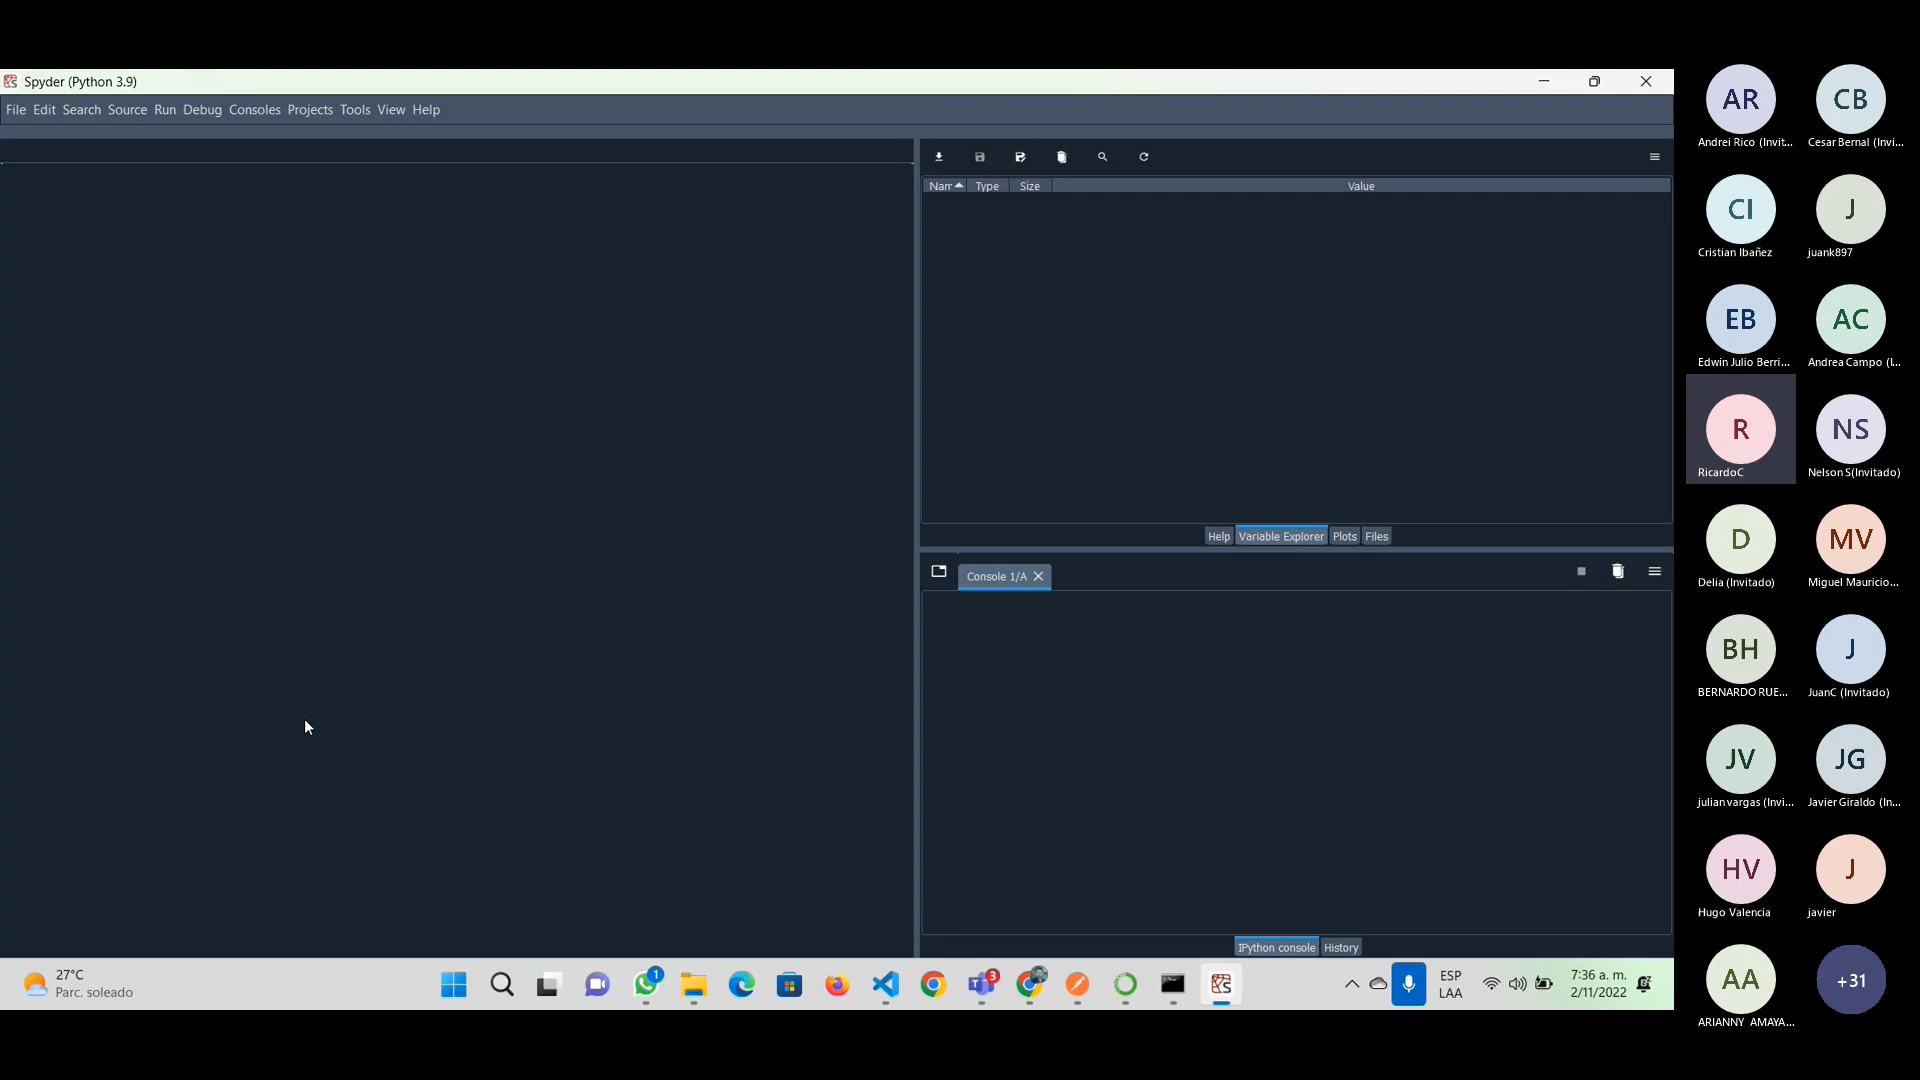 Spyder (Python 3.9)
File Edit Search Source Run Debug Consoles Projects Tools View Help
Nar Type Size Value
Help Variable Explorer Plots Files
Console 1/A
IPython console History
27°C
Parc. soleado
1
3
ESP
LAA
7:36 a. m.
2/11/2022
AR CB
Andrei Rico (Invit... Cesar Bernal (Invi...
CI J
Cristian Ibañez juank897
EB AC
Edwin Julio Berri... Andrea Campo (I...
R NS
RicardoC Nelson S(Invitado)
D MV
Delia (Invitado) Miguel Mauricio...
BH J
BERNARDO RUE... JuanC (Invitado)
JV JG
julian vargas (Invi... Javier Giraldo (In...
HV J
Hugo Valencia javier
AA +31
ARIANNY AMAYA...